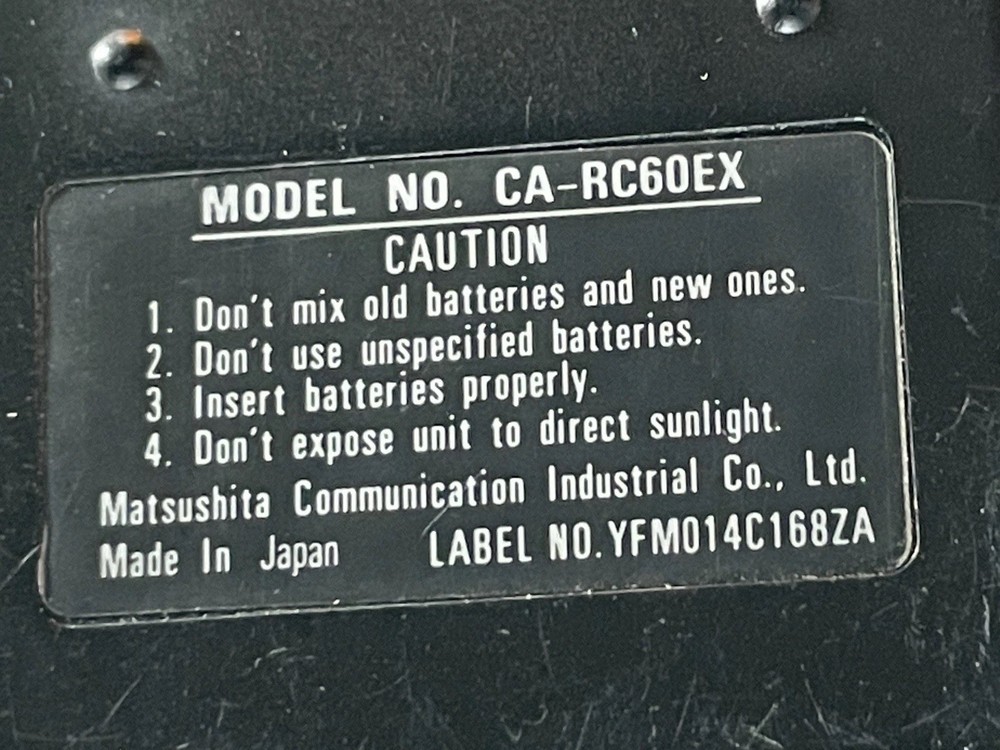 MODEL NO. CA-RC60EX
CAUTION
1. Don't mix old batteries and new ones.
2. Don't use unspecified batteries.
3. Insert batteries properly.
4. Don't expose unit to direct sunlight.
Matsushita Communication Industrial Co., Ltd.
Made In Japan LABEL NO.YFM014C168ZA